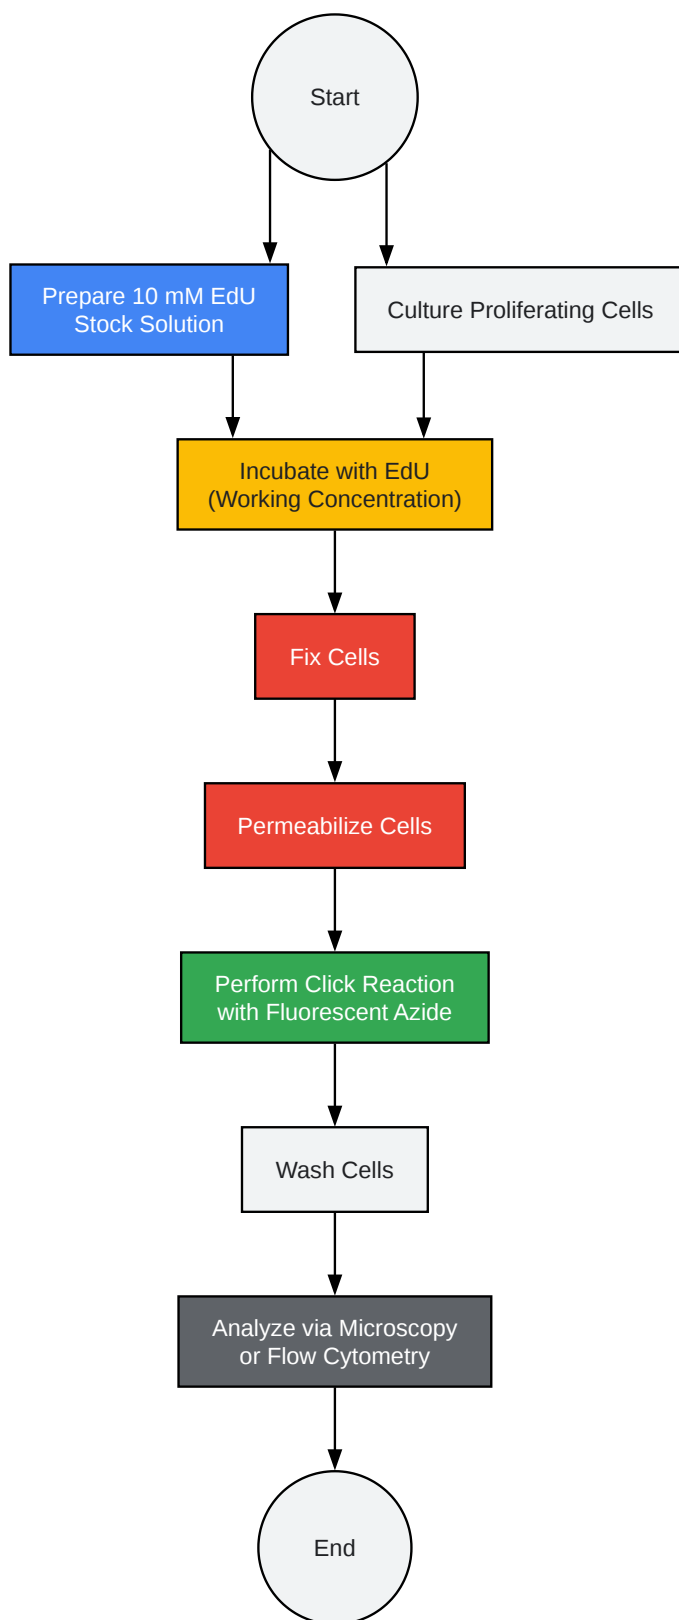 Start
Prepare 10 mM EdU
Stock Solution
Culture Proliferating Cells
Incubate with EdU
(Working Concentration)
Fix Cells
Permeabilize Cells
Perform Click Reaction
with Fluorescent Azide
Wash Cells
Analyze via Microscopy
or Flow Cytometry
End